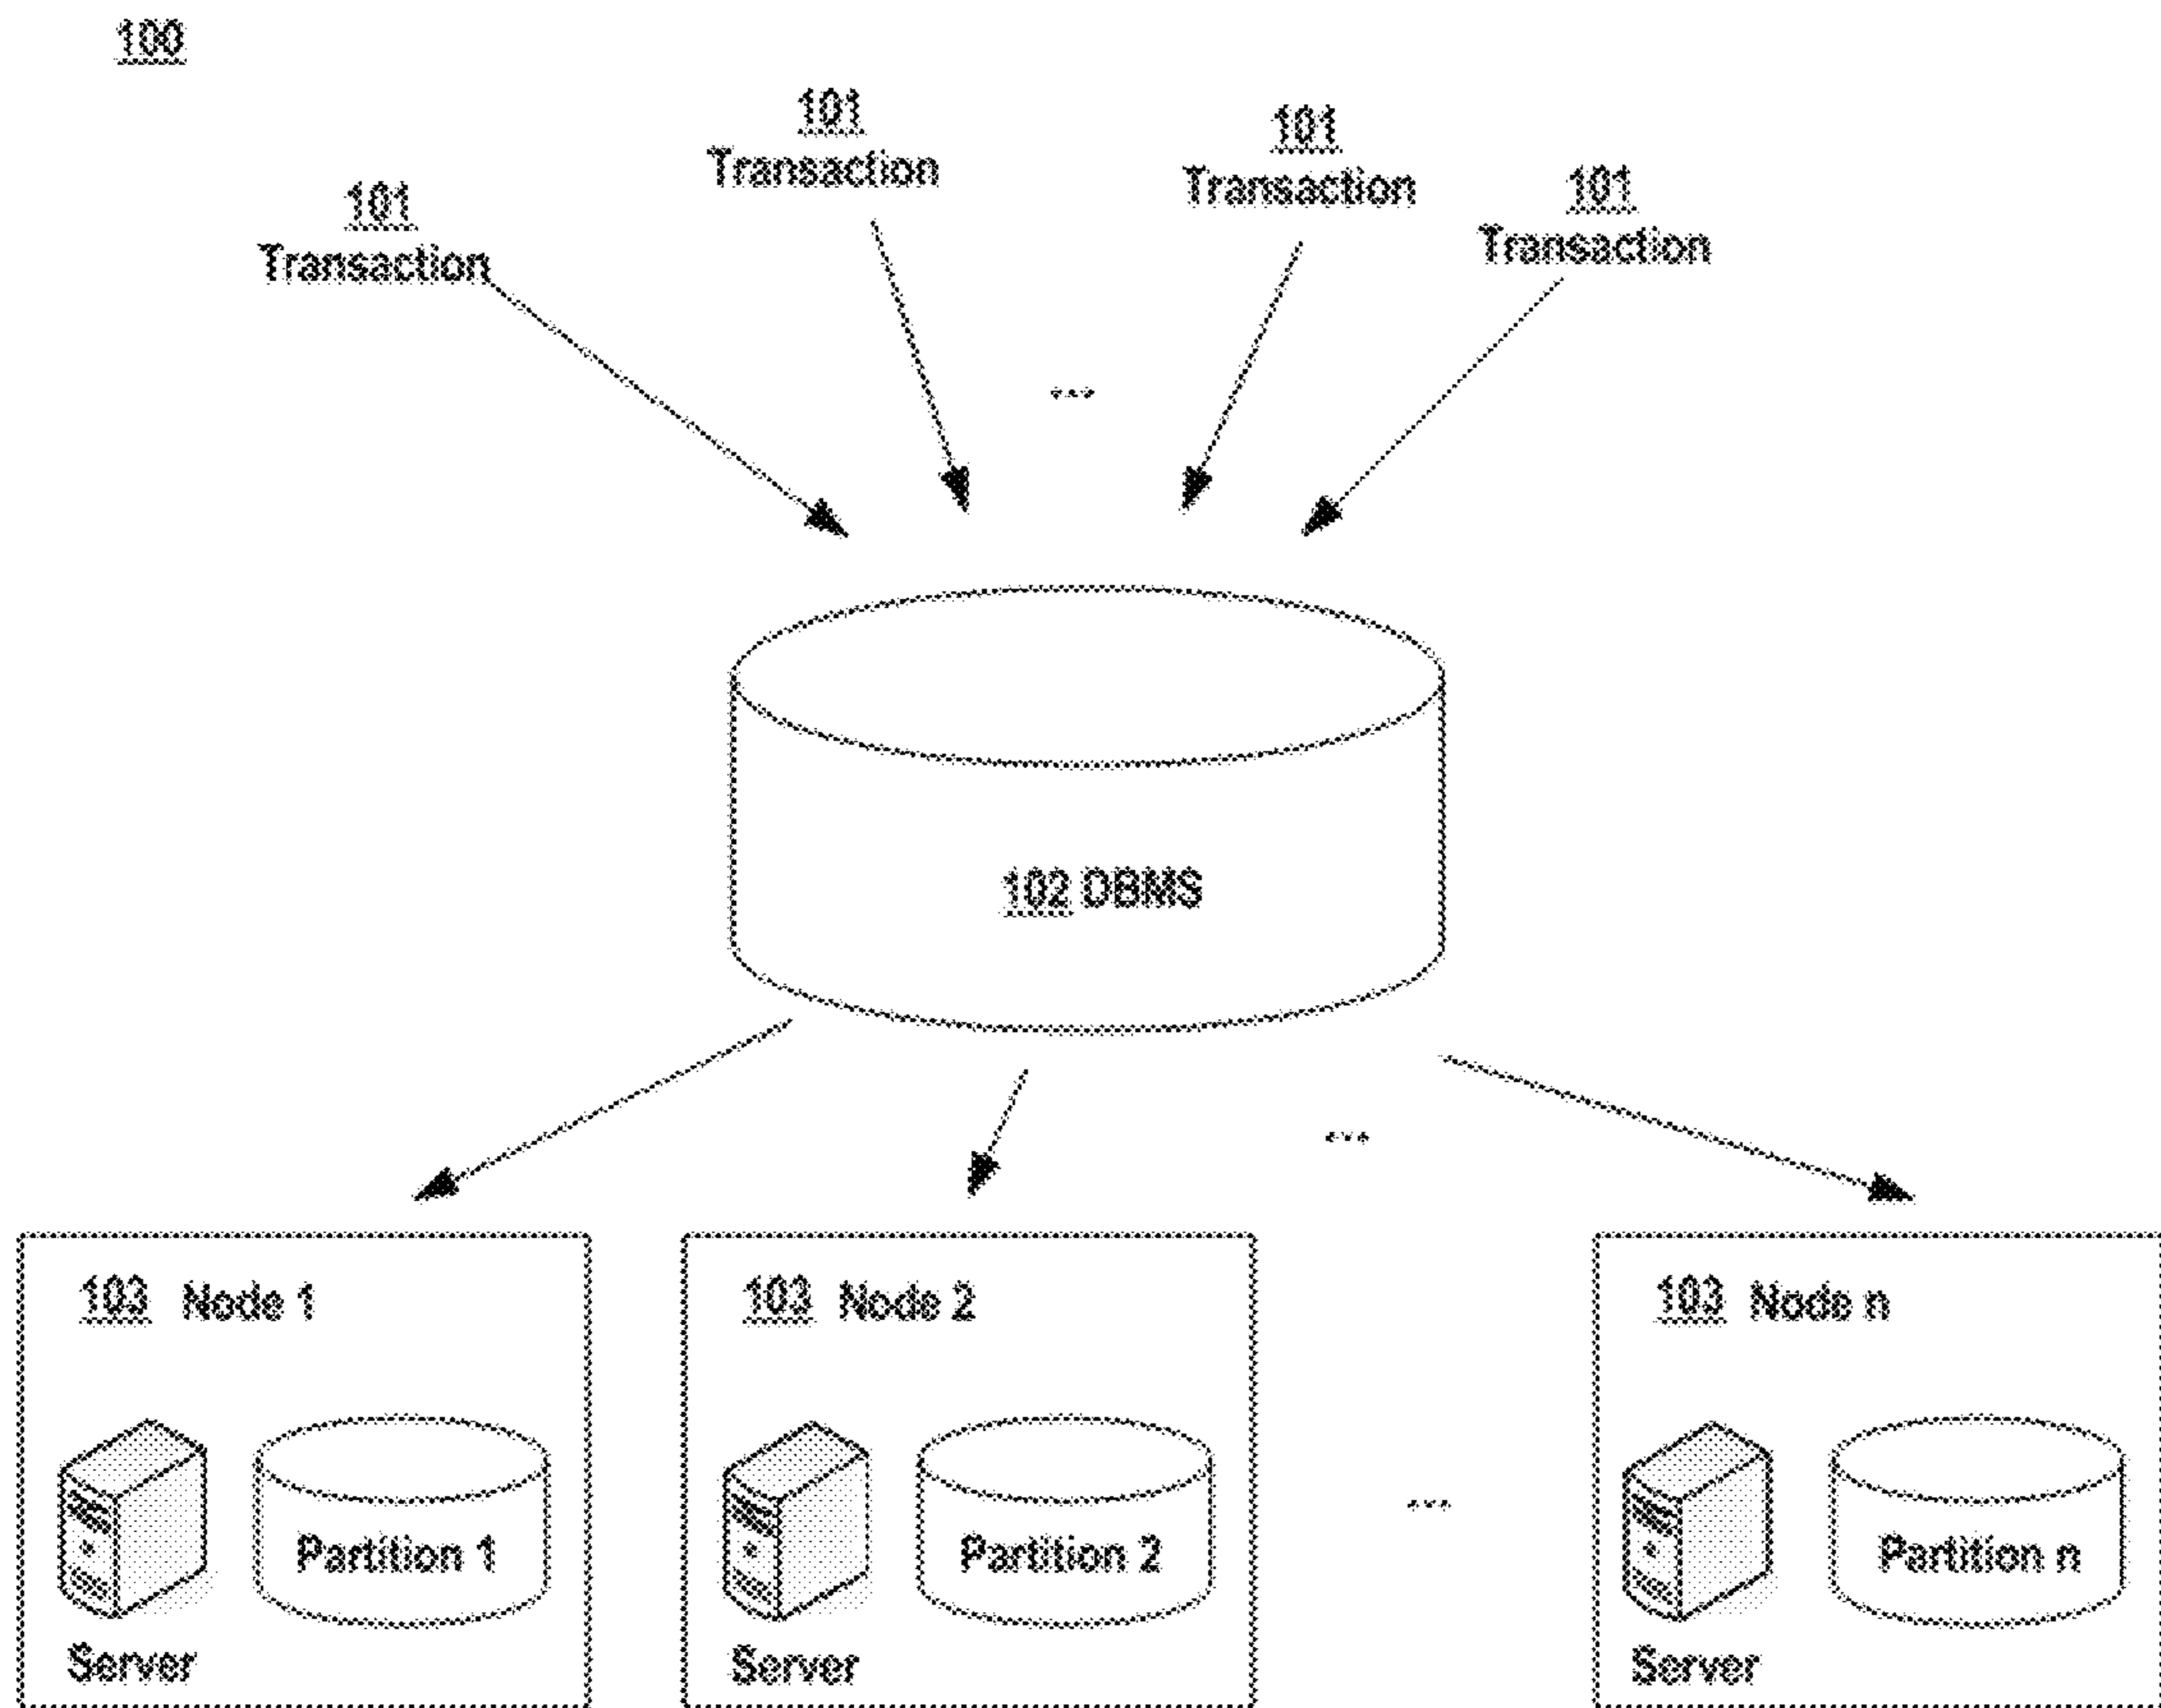 100
101
Transaction
101
Transaction
101
Transaction
101
Transaction
...
102 DBMS
...
103 Node 1
Partition 1
Server
103 Node 2
Partition 2
Server
...
103 Node n
Partition n
Server